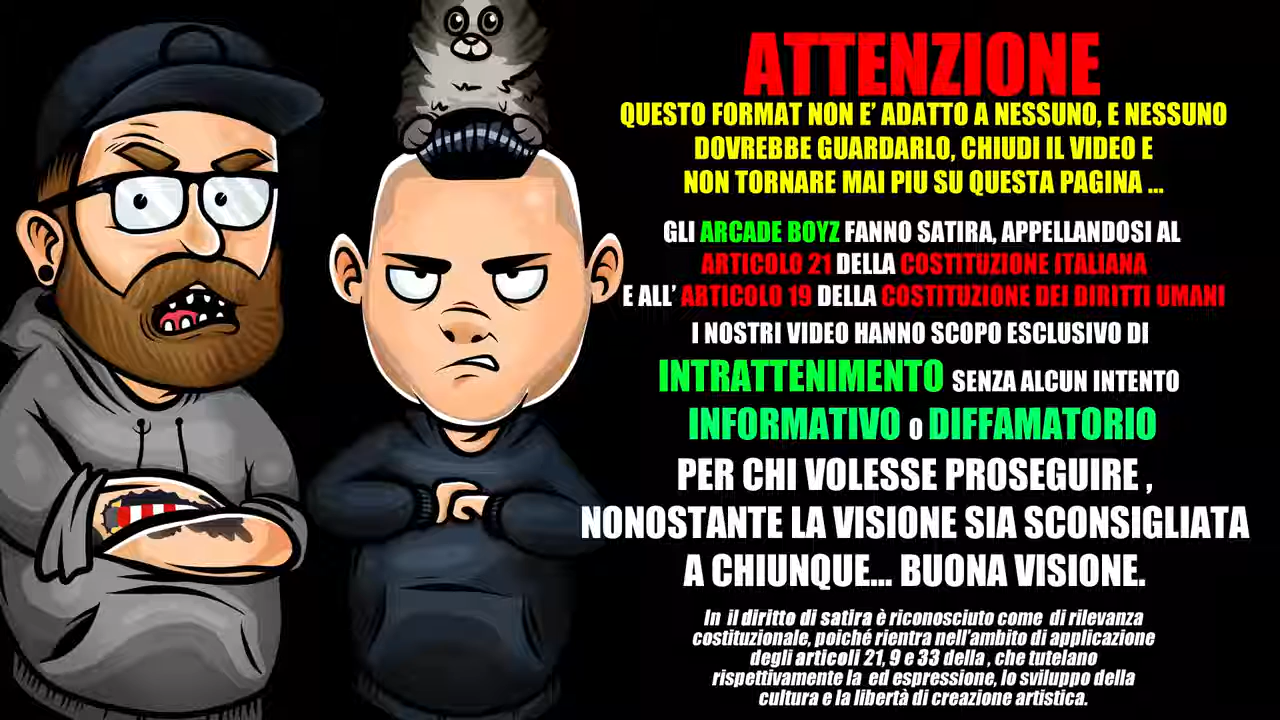 ATTENZIONE
QUESTO FORMAT NON E' ADATTO A NESSUNO, E NESSUNO
DOVREBBE GUARDARLO, CHIUDI IL VIDEO E
NON TORNARE MAI PIU SU QUESTA PAGINA ...
GLI ARCADE BOYZ FANNO SATIRA, APPELLANDOSI AL
ARTICOLO 21 DELLA COSTITUZIONE ITALIANA
E ALL' ARTICOLO 19 DELLA COSTITUZIONE DEI DIRITTI UMANI
I NOSTRI VIDEO HANNO SCOPO ESCLUSIVO DI
INTRATTENIMENTO SENZA ALCUN INTENTO
INFORMATIVO O DIFFAMATORIO
PER CHI VOLESSE PROSEGUIRE ,
NONOSTANTE LA VISIONE SIA SCONSIGLIATA
A CHIUNQUE... BUONA VISIONE.
In il diritto di satira è riconosciuto come di rilevanza
costituzionale, poiché rientra nell'ambito di applicazione
degli articoli 21, 9 e 33 della , che tutelano
rispettivamente la ed espressione, lo sviluppo della
cultura e la libertà di creazione artistica.